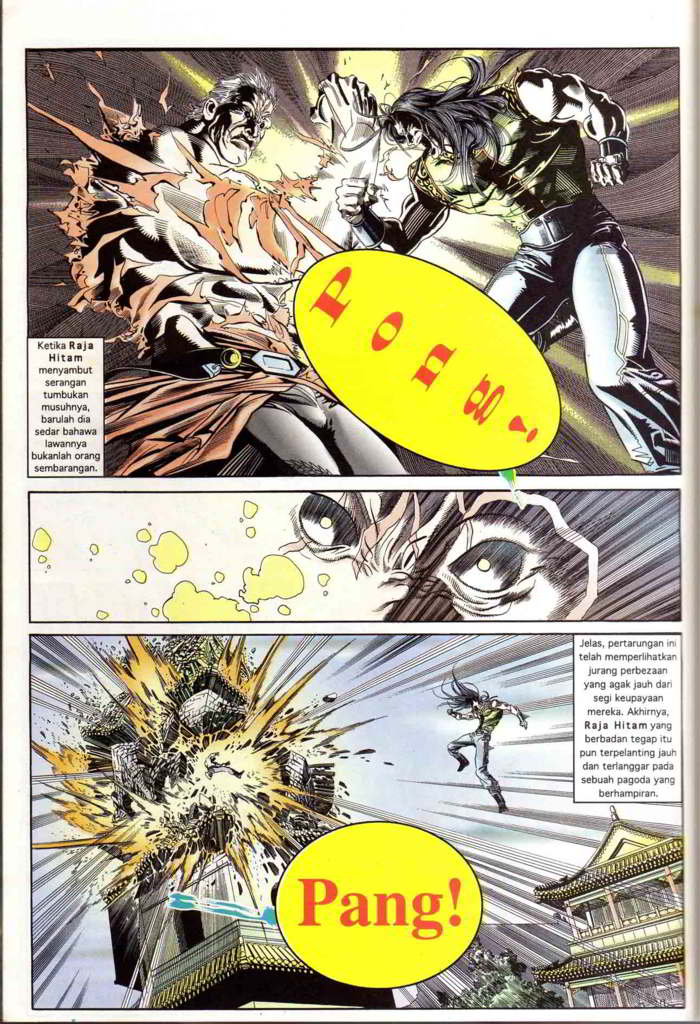 Ketika Raja
Hitam
menyambut
serangan
tumbukan
musuhnya,
barulah dia
sedar bahawa
lawannya
bukanlah orang
sembarangan.
Pong!
Jelas, pertarungan ini
telah memperlihatkan
jurang perbezaan
yang agak jauh dari
segi keupayaan
mereka. Akhirnya,
Raja Hitam yang
berbadan tegap itu
pun terpelanting jauh
dan terlanggar pada
sebuah pagoda yang
berhampiran.
Pang!